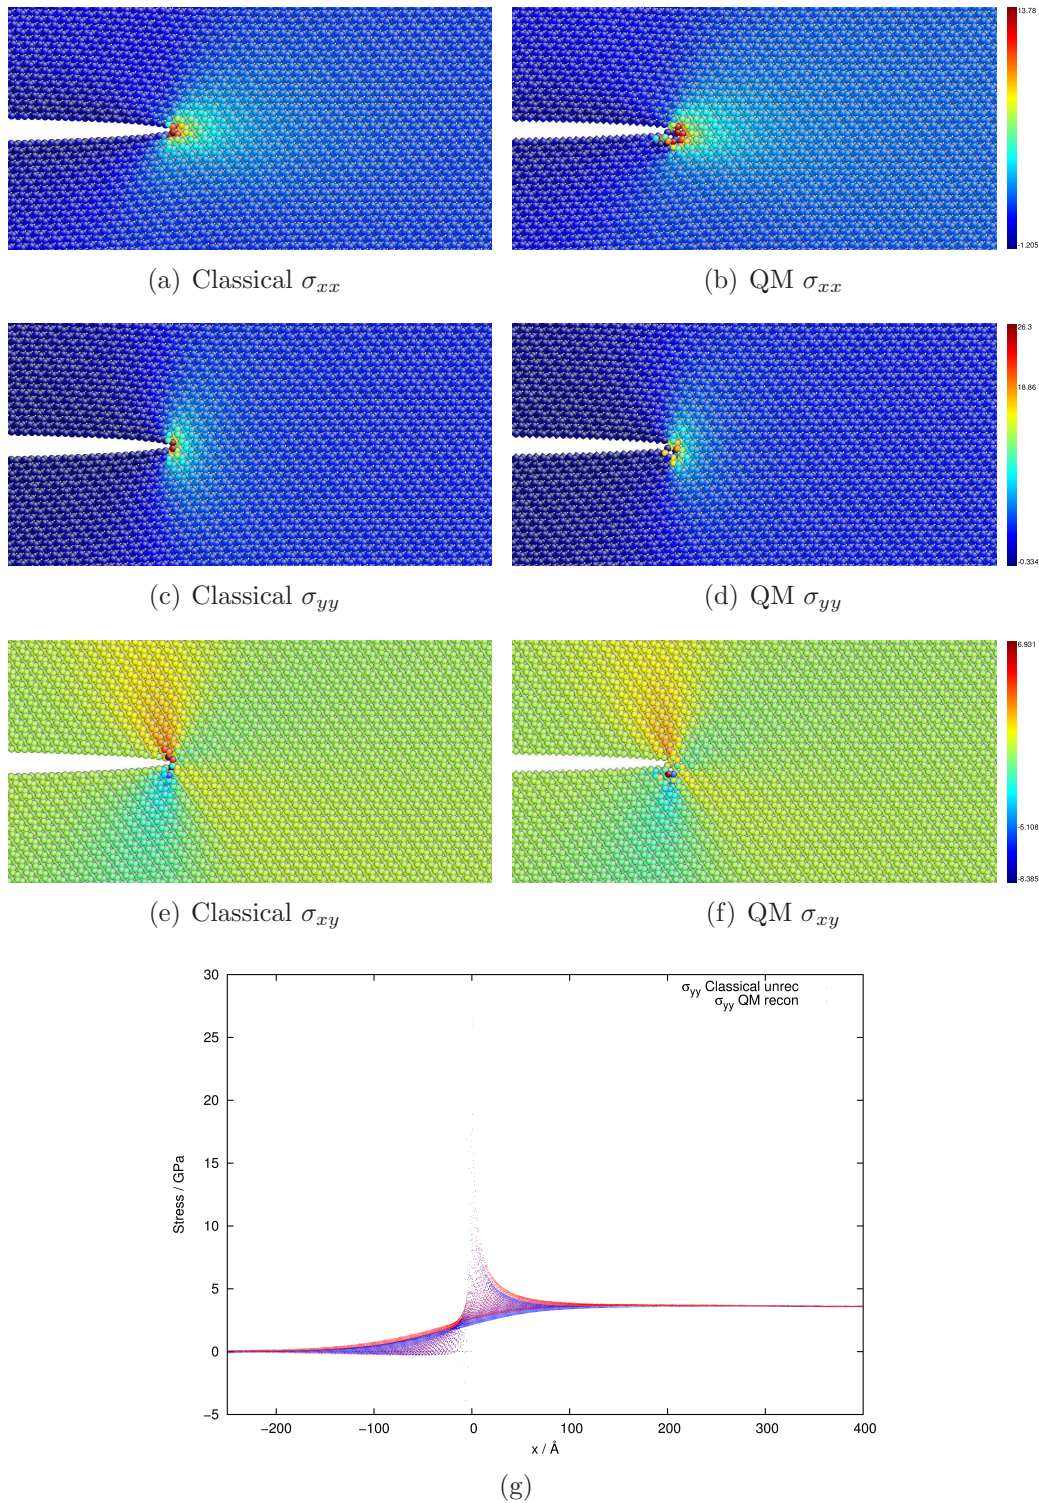 13.78
-1.205
(a) Classical σxx
(b) QM σxx
26.3
18.86
-0.334
(c) Classical σyy
(d) QM σyy
6.931
-5.108
-8.385
(e) Classical σxy
(f) QM σxy
30
25
20
15
10
5
0
−5
Stress / GPa
σyy Classical unrec
σyy QM recon
−200 −100 0 100 200 300 400
x / Å
(g)